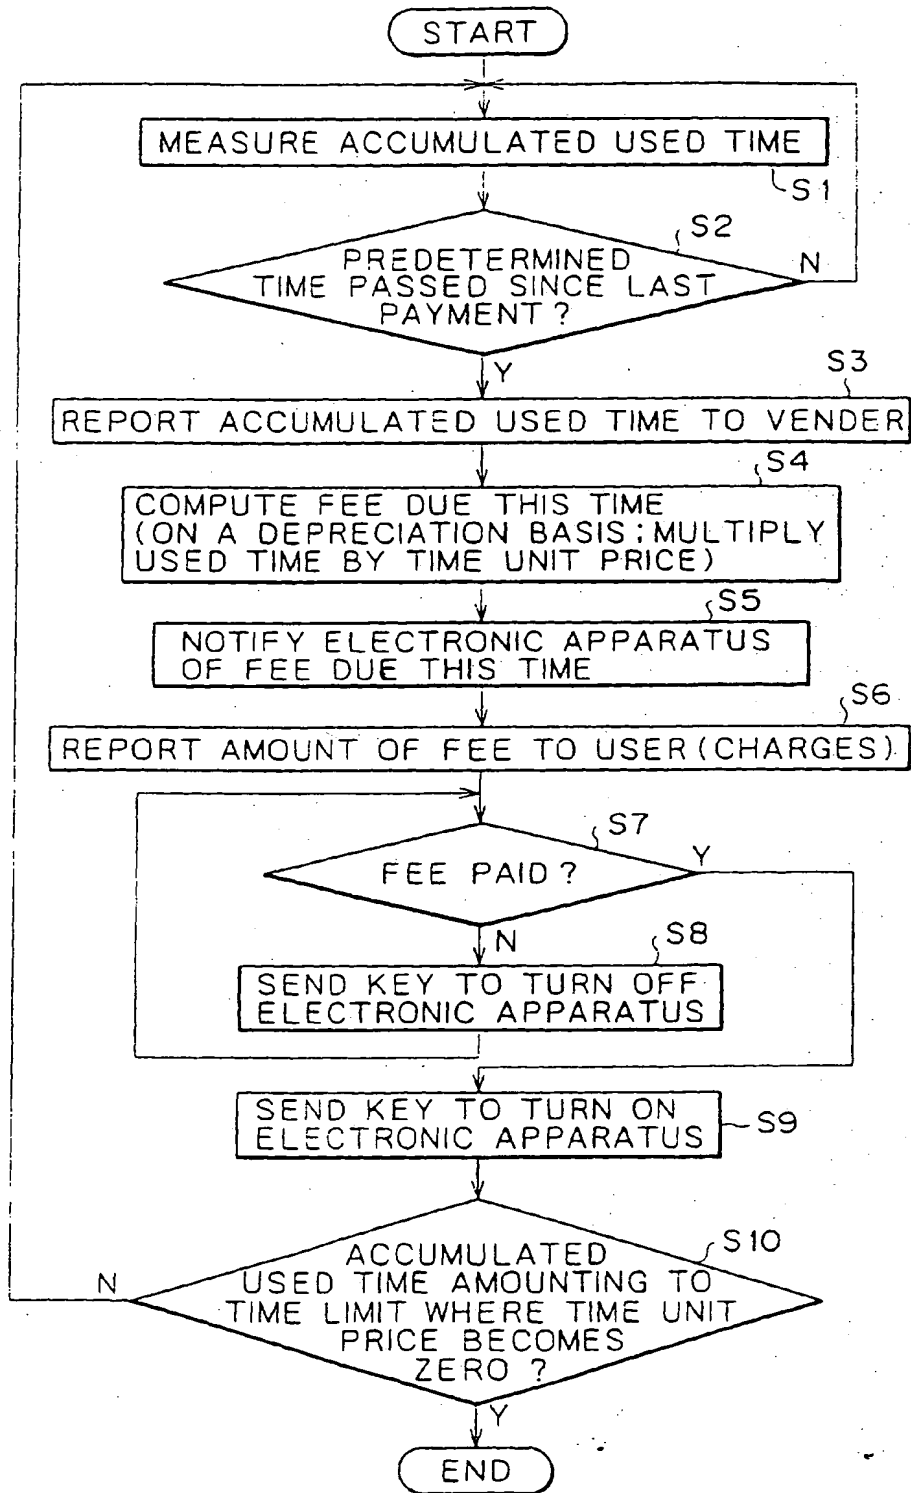 START
MEASURE ACCUMULATED USED TIME
S1
S2
PREDETERMINED
TIME PASSED SINCE LAST
PAYMENT?
N
Y
S3
REPORT ACCUMULATED USED TIME TO VENDER
S4
COMPUTE FEE DUE THIS TIME
(ON A DEPRECIATION BASIS; MULTIPLY
USED TIME BY TIME UNIT PRICE)
S5
NOTIFY ELECTRONIC APPARATUS
OF FEE DUE THIS TIME
S6
REPORT AMOUNT OF FEE TO USER (CHARGES)
S7
FEE PAID?
Y
N
S8
SEND KEY TO TURN OFF
ELECTRONIC APPARATUS
SEND KEY TO TURN ON
ELECTRONIC APPARATUS
S9
S10
ACCUMULATED
USED TIME AMOUNTING TO
TIME LIMIT WHERE TIME UNIT
PRICE BECOMES
ZERO?
N
Y
END